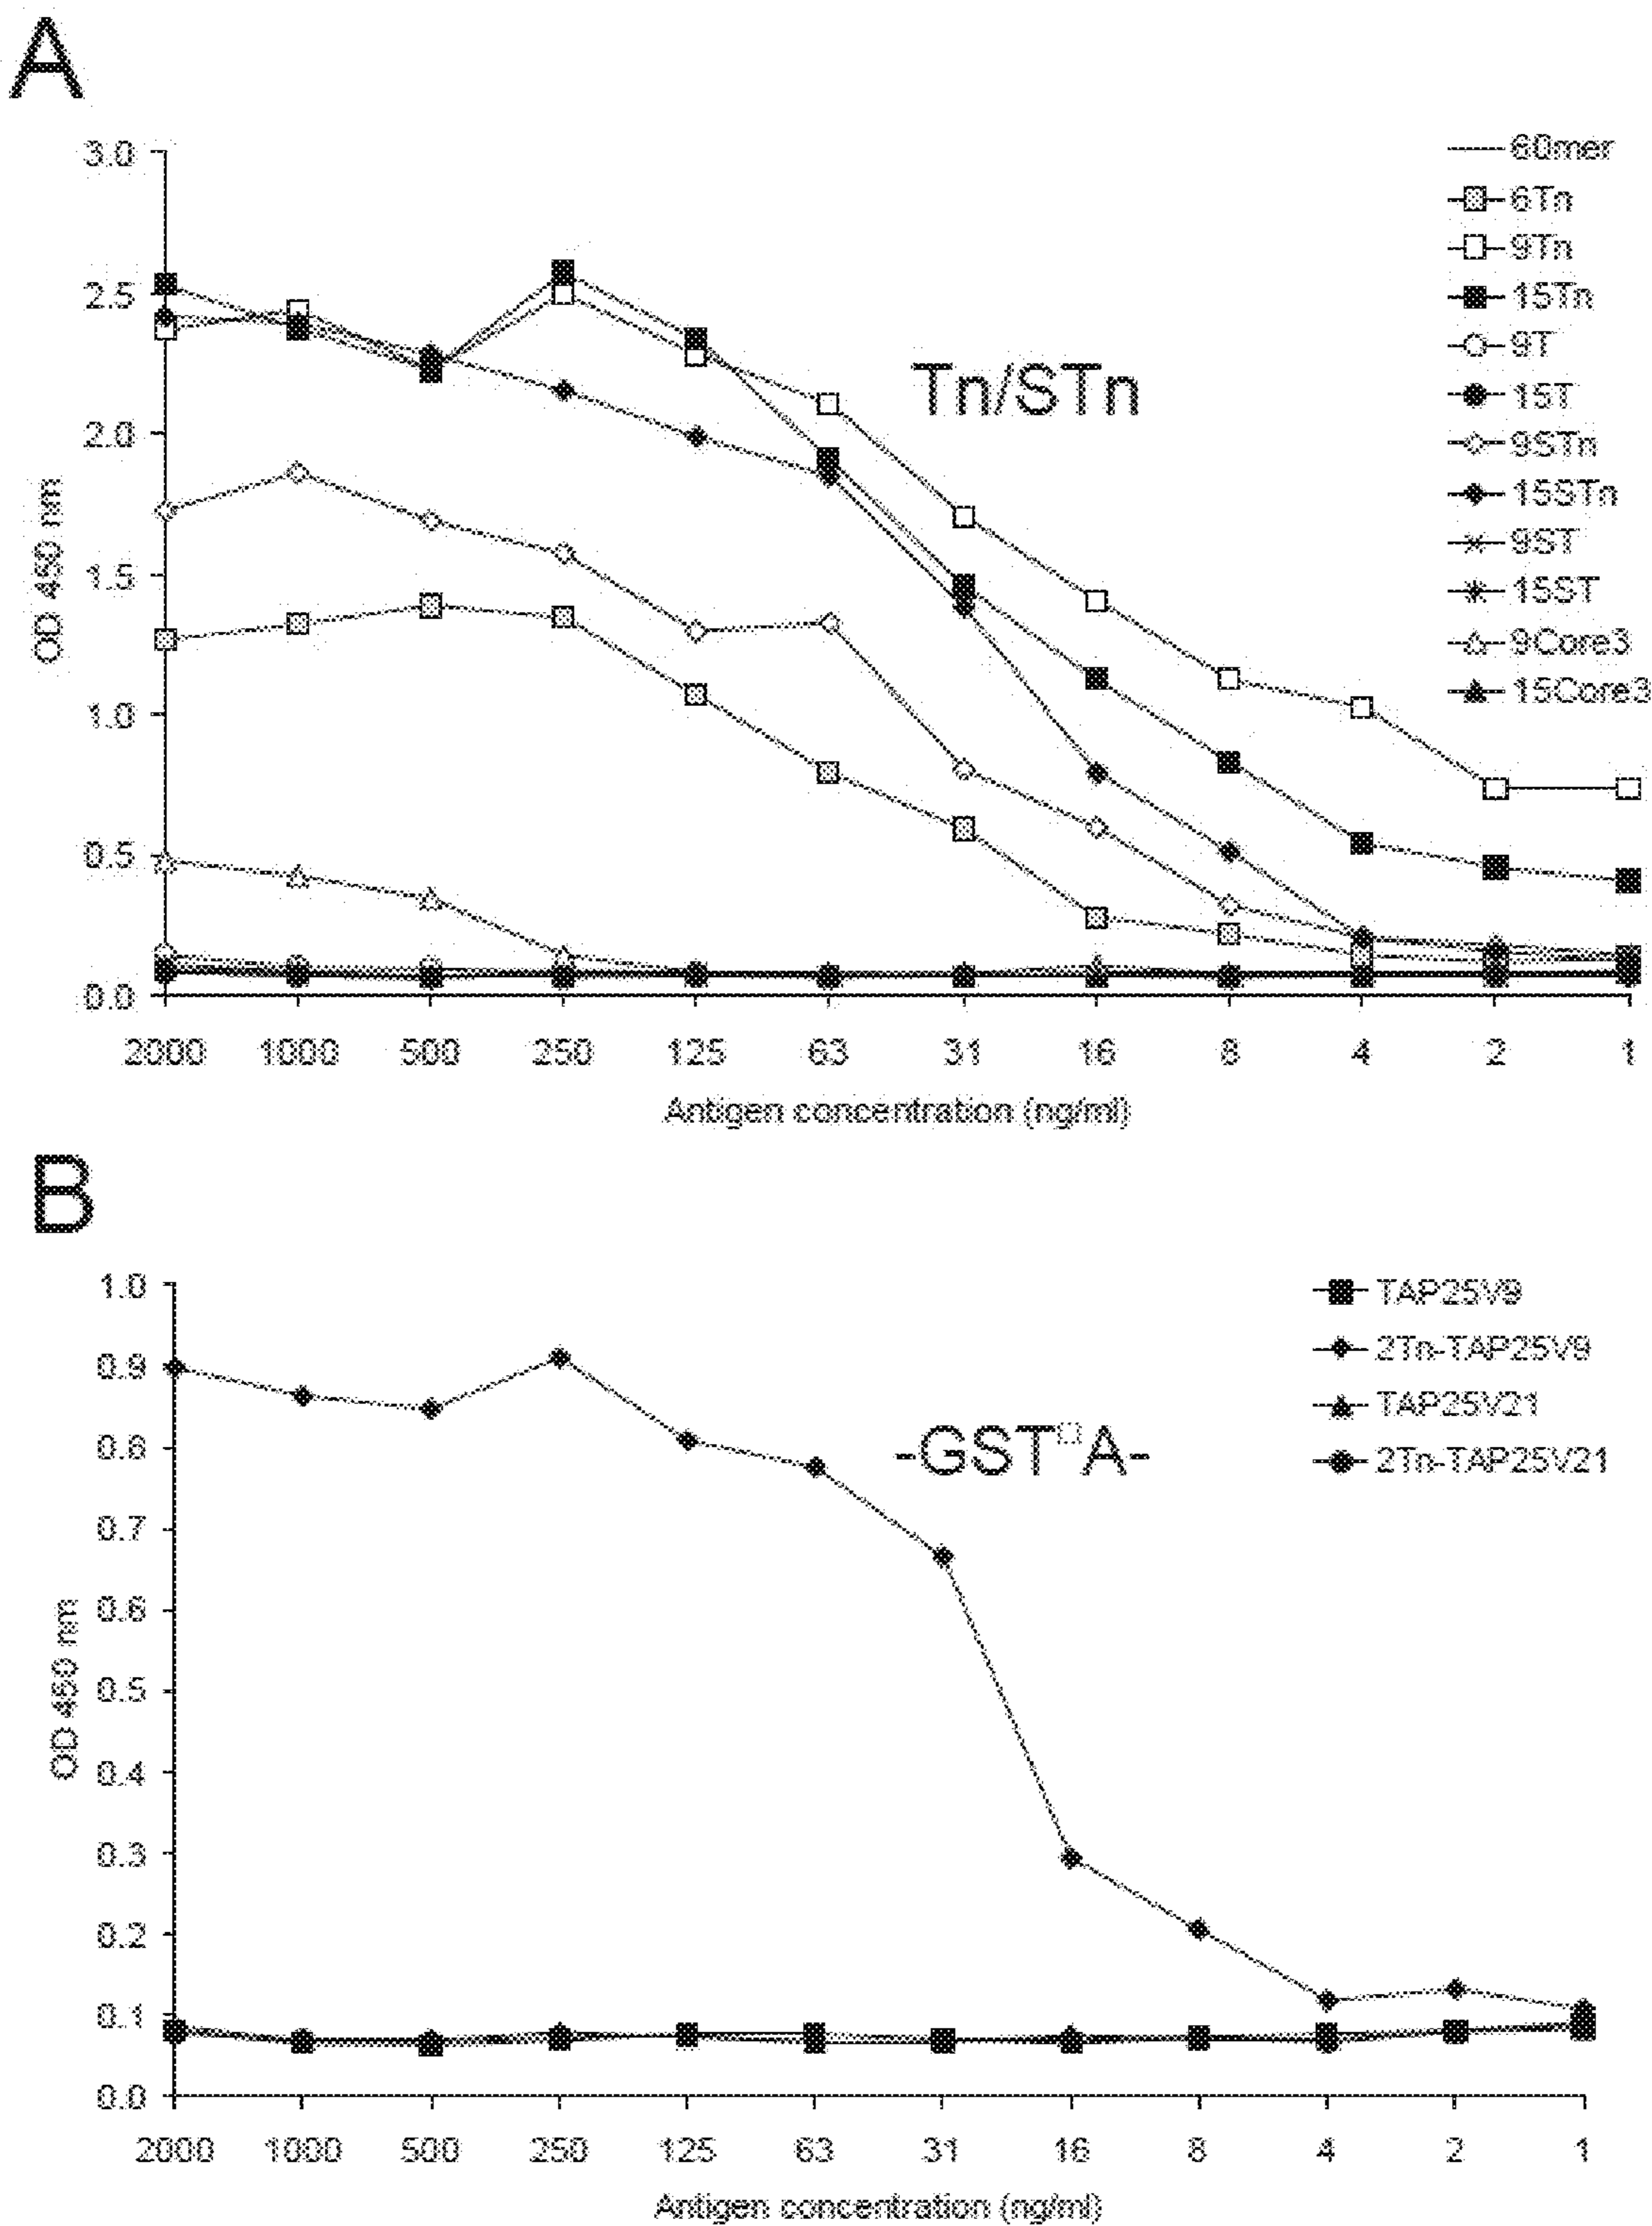 A
3.0
2.5
2.0
1.5
1.0
0.5
0.0
OD 450 nm
Tn/STn
60mer
6Tn
9Tn
15Tn
9T
15T
9STn
15STn
9ST
15ST
9Core3
15Core3
2000 1000 500 250 125 63 31 16 8 4 2 1
Antigen concentration (ng/ml)
B
1.0
0.9
0.8
0.7
0.6
0.5
0.4
0.3
0.2
0.1
0.0
OD 450 nm
-GST□A-
TAP25V9
2Tn-TAP25V9
TAP25V21
2Tn-TAP25V21
2000 1000 500 250 125 63 31 16 8 4 2 1
Antigen concentration (ng/ml)